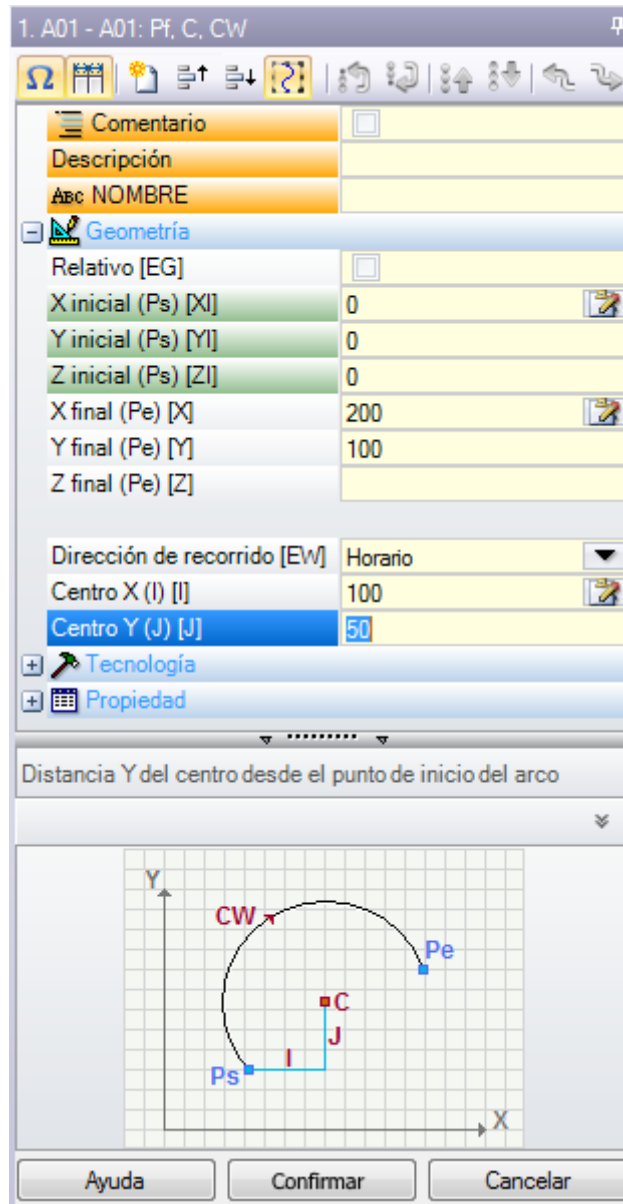 1. A01 - A01: Pf, C, CW
Ω
Comentario
Descripción
ABC NOMBRE
Geometría
Relativo [EG]
X inicial (Ps) [XI] 0
Y inicial (Ps) [YI] 0
Z inicial (Ps) [ZI] 0
X final (Pe) [X] 200
Y final (Pe) [Y] 100
Z final (Pe) [Z]
Dirección de recorrido [EW] Horario
Centro X (I) [I] 100
Centro Y (J) [J] 50
Tecnología
Propiedad
Distancia Y del centro desde el punto de inicio del arco
Y
CW
Pe
C
J
I
Ps
X
Ayuda Confirmar Cancelar